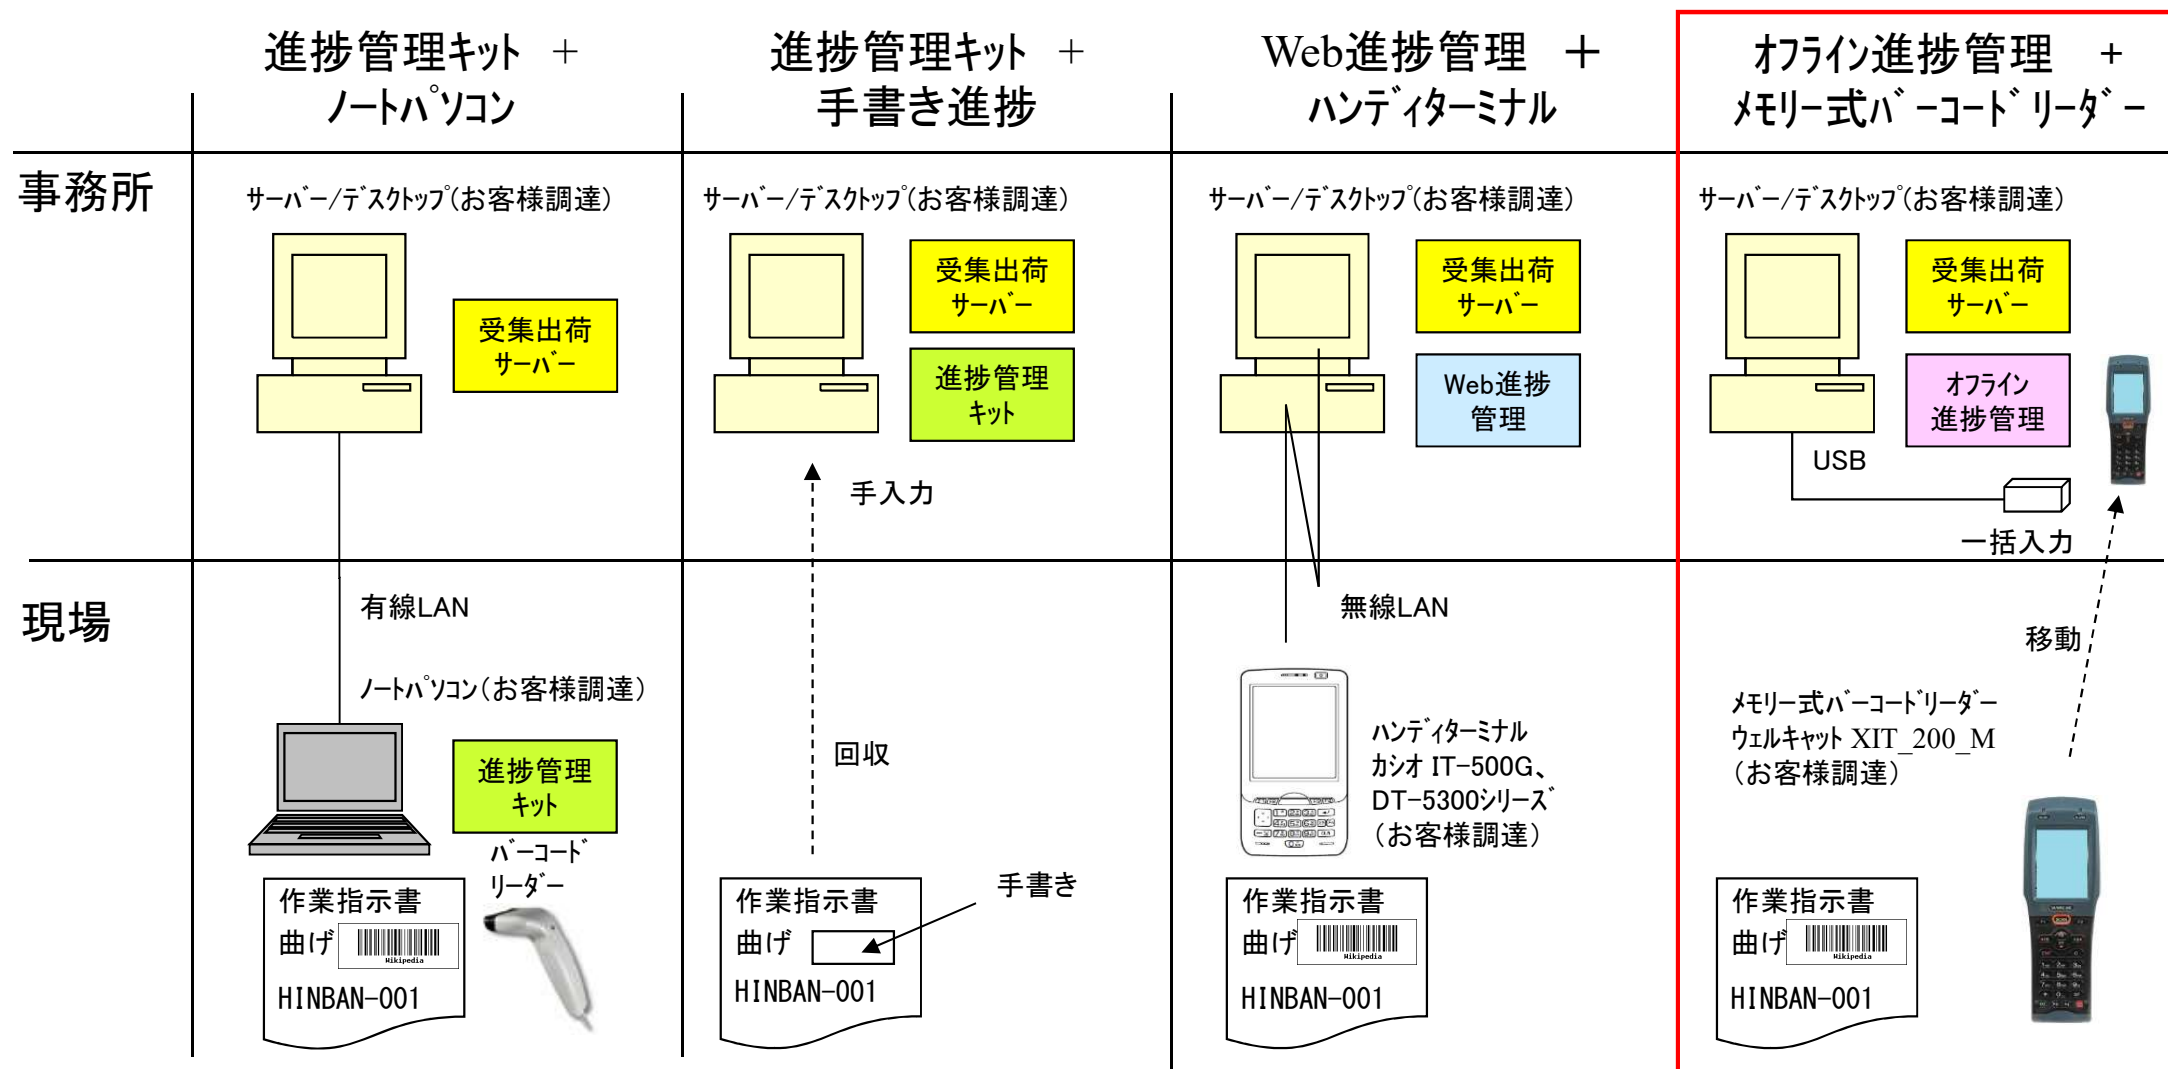 進捗管理ｷｯﾄ ＋
ﾉｰﾄﾊﾟｿｺﾝ
進捗管理ｷｯﾄ ＋
手書き進捗
Web進捗管理 ＋
ﾊﾝﾃﾞｨﾀｰﾐﾅﾙ
ｵﾌﾗｲﾝ進捗管理 ＋
ﾒﾓﾘｰ式ﾊﾞｰｺｰﾄﾞﾘｰﾀﾞｰ
事務所
ｻｰﾊﾞｰ/ﾃﾞｽｸﾄｯﾌﾟ(お客様調達)
受集出荷
ｻｰﾊﾞｰ
ｻｰﾊﾞｰ/ﾃﾞｽｸﾄｯﾌﾟ(お客様調達)
受集出荷
ｻｰﾊﾞｰ
進捗管理
ｷｯﾄ
手入力
ｻｰﾊﾞｰ/ﾃﾞｽｸﾄｯﾌﾟ(お客様調達)
受集出荷
ｻｰﾊﾞｰ
Web進捗
管理
ｻｰﾊﾞｰ/ﾃﾞｽｸﾄｯﾌﾟ(お客様調達)
受集出荷
ｻｰﾊﾞｰ
ｵﾌﾗｲﾝ
進捗管理
USB
一括入力
現場
有線LAN
ﾉｰﾄﾊﾟｿｺﾝ(お客様調達)
進捗管理
ｷｯﾄ
ﾊﾞｰｺｰﾄﾞ
ﾘｰﾀﾞｰ
作業指示書
曲げ
Wikipedia
HINBAN-001
回収
手書き
作業指示書
曲げ
HINBAN-001
無線LAN
ﾊﾝﾃﾞｨﾀｰﾐﾅﾙ
ｶｼｵ IT-500G、
DT-5300ｼﾘｰｽﾞ
(お客様調達)
作業指示書
曲げ
Wikipedia
HINBAN-001
移動
ﾒﾓﾘｰ式ﾊﾞｰｺｰﾄﾞﾘｰﾀﾞｰ
ｳｪﾙｷｬｯﾄ XIT_200_M
(お客様調達)
作業指示書
曲げ
Wikipedia
HINBAN-001